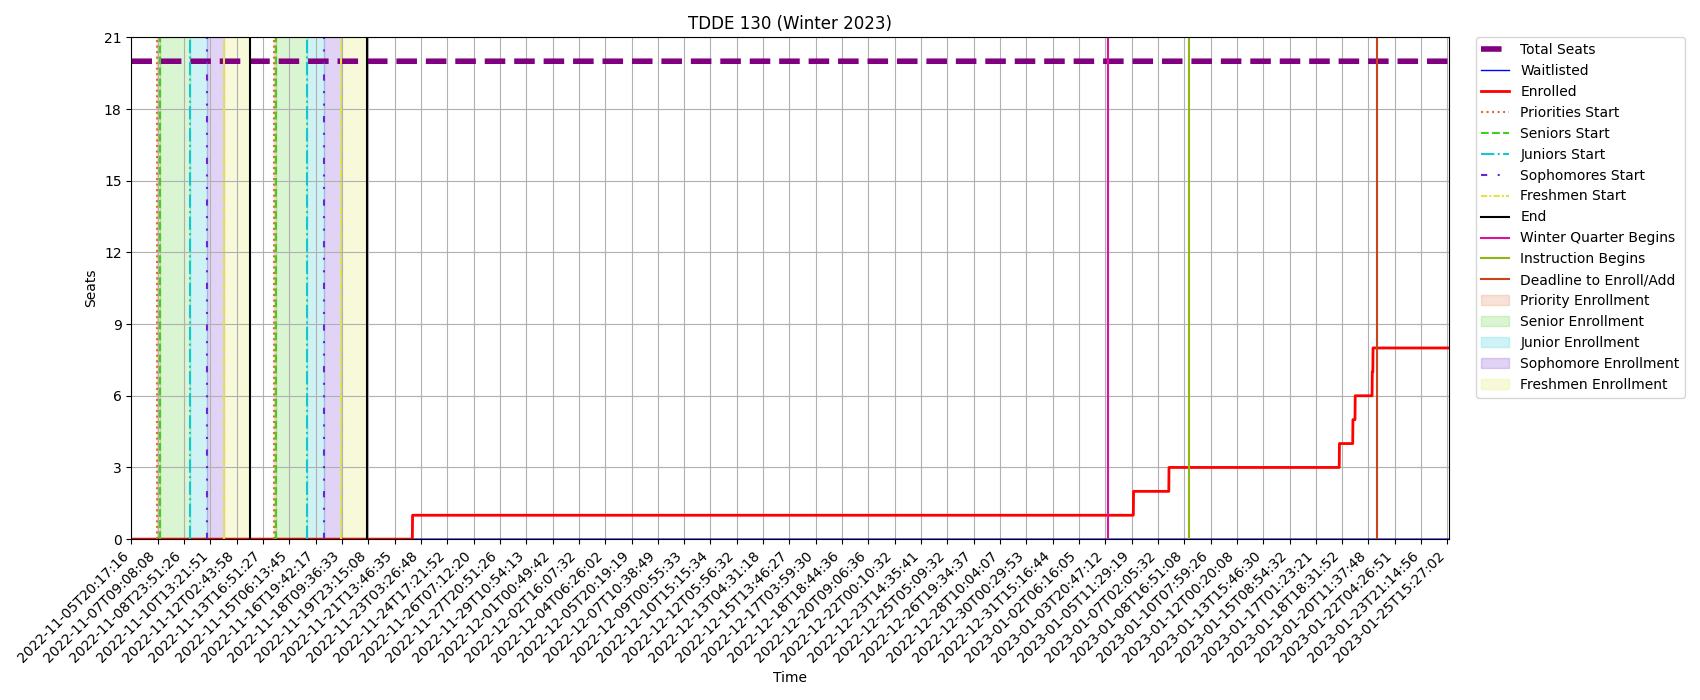 TDDE 130 (Winter 2023)
21
18
15
12
9
6
3
0
Seats
2022-11-05T20:17:16
2022-11-07T09:08:08
2022-11-08T23:51:26
2022-11-10T13:21:51
2022-11-12T02:43:58
2022-11-13T16:51:27
2022-11-15T06:13:45
2022-11-16T19:42:17
2022-11-18T09:36:33
2022-11-19T23:15:08
2022-11-21T13:46:35
2022-11-23T03:26:48
2022-11-24T17:21:52
2022-11-26T07:12:20
2022-11-27T20:51:26
2022-11-29T10:54:13
2022-12-01T00:49:42
2022-12-02T16:07:32
2022-12-04T06:26:02
2022-12-05T20:19:19
2022-12-07T10:38:49
2022-12-09T00:55:33
2022-12-10T15:15:34
2022-12-12T05:56:32
2022-12-13T04:31:18
2022-12-15T13:46:27
2022-12-17T03:59:30
2022-12-18T18:44:36
2022-12-20T09:06:36
2022-12-22T00:10:32
2022-12-23T14:35:41
2022-12-25T05:09:32
2022-12-26T19:34:37
2022-12-28T10:04:07
2022-12-30T00:29:53
2022-12-31T15:16:44
2023-01-02T06:16:05
2023-01-03T20:47:12
2023-01-05T11:29:19
2023-01-07T02:05:32
2023-01-08T16:51:08
2023-01-10T07:59:26
2023-01-12T00:20:08
2023-01-13T15:46:30
2023-01-15T08:54:32
2023-01-17T01:23:21
2023-01-18T18:31:52
2023-01-20T11:37:48
2023-01-22T04:26:51
2023-01-23T21:14:56
2023-01-25T15:27:02
Time
Total Seats
Waitlisted
Enrolled
Priorities Start
Seniors Start
Juniors Start
Sophomores Start
Freshmen Start
End
Winter Quarter Begins
Instruction Begins
Deadline to Enroll/Add
Priority Enrollment
Senior Enrollment
Junior Enrollment
Sophomore Enrollment
Freshmen Enrollment